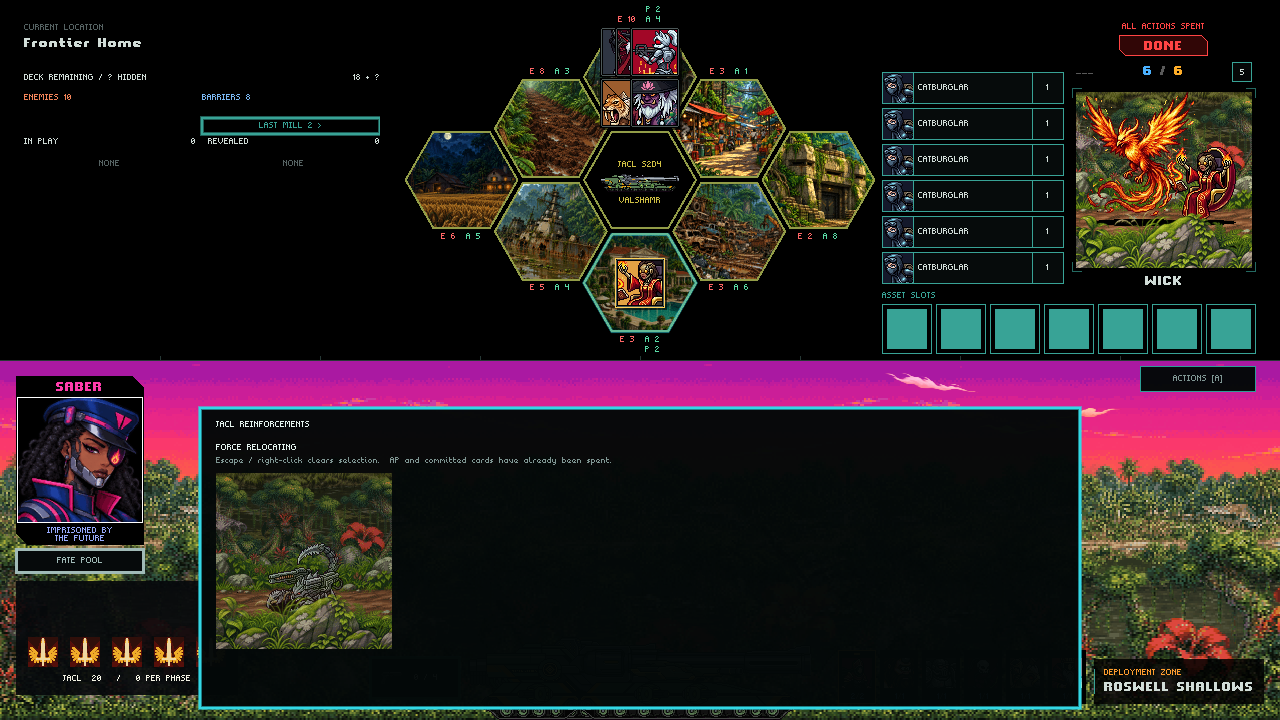 CURRENT LOCATION
Frontier Home
DECK REMAINING / ? HIDDEN 18 + ?
ENEMIES 10 BARRIERS 8
LAST MILL 2 >
IN PLAY 0 REVEALED 0
NONE NONE
P 2
E 10 A 4
E 8 A 3
E 3 A 1
JACL S2D4
VALSHAMR
E 6 A 5
E 2 A 8
E 5 A 4
E 3 A 6
E 3 A 2
P 2
ALL ACTIONS SPENT
DONE
--- 6 / 6 5
CATBURGLAR 1
CATBURGLAR 1
CATBURGLAR 1
CATBURGLAR 1
CATBURGLAR 1
CATBURGLAR 1
WICK
ASSET SLOTS
ACTIONS [A]
SABER
IMPRISONED BY
THE FUTURE
FATE POOL
JACL 20 / 0 PER PHASE
JACL REINFORCEMENTS
FORCE RELOCATING
Escape / right-click clears selection. AP and committed cards have already been spent.
DEPLOYMENT ZONE
ROSWELL SHALLOWS